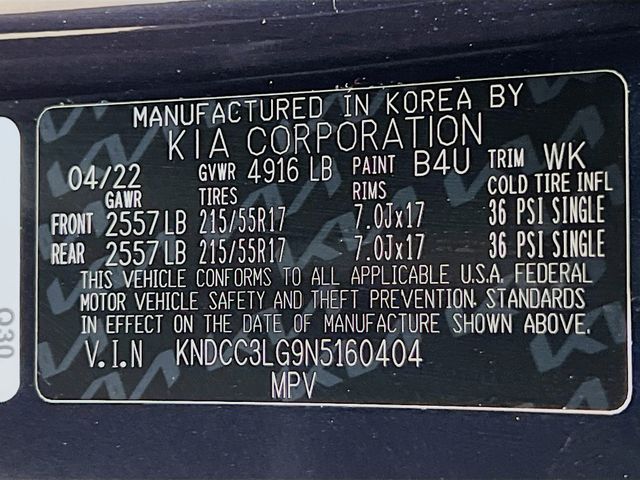 MANUFACTURED IN KOREA BY
KIA CORPORATION
04/22 GVWR 4916 LB PAINT B4U TRIM WK
GAWR TIRES RIMS COLD TIRE INFL
FRONT 2557 LB 215/55R17 7.0Jx17 36 PSI SINGLE
REAR 2557 LB 215/55R17 7.0Jx17 36 PSI SINGLE
THIS VEHICLE CONFORMS TO ALL APPLICABLE U.S.A. FEDERAL
MOTOR VEHICLE SAFETY AND THEFT PREVENTION STANDARDS
IN EFFECT ON THE DATE OF MANUFACTURE SHOWN ABOVE.
V.I.N KNDCC3LG9N5160404
MPV
Q30